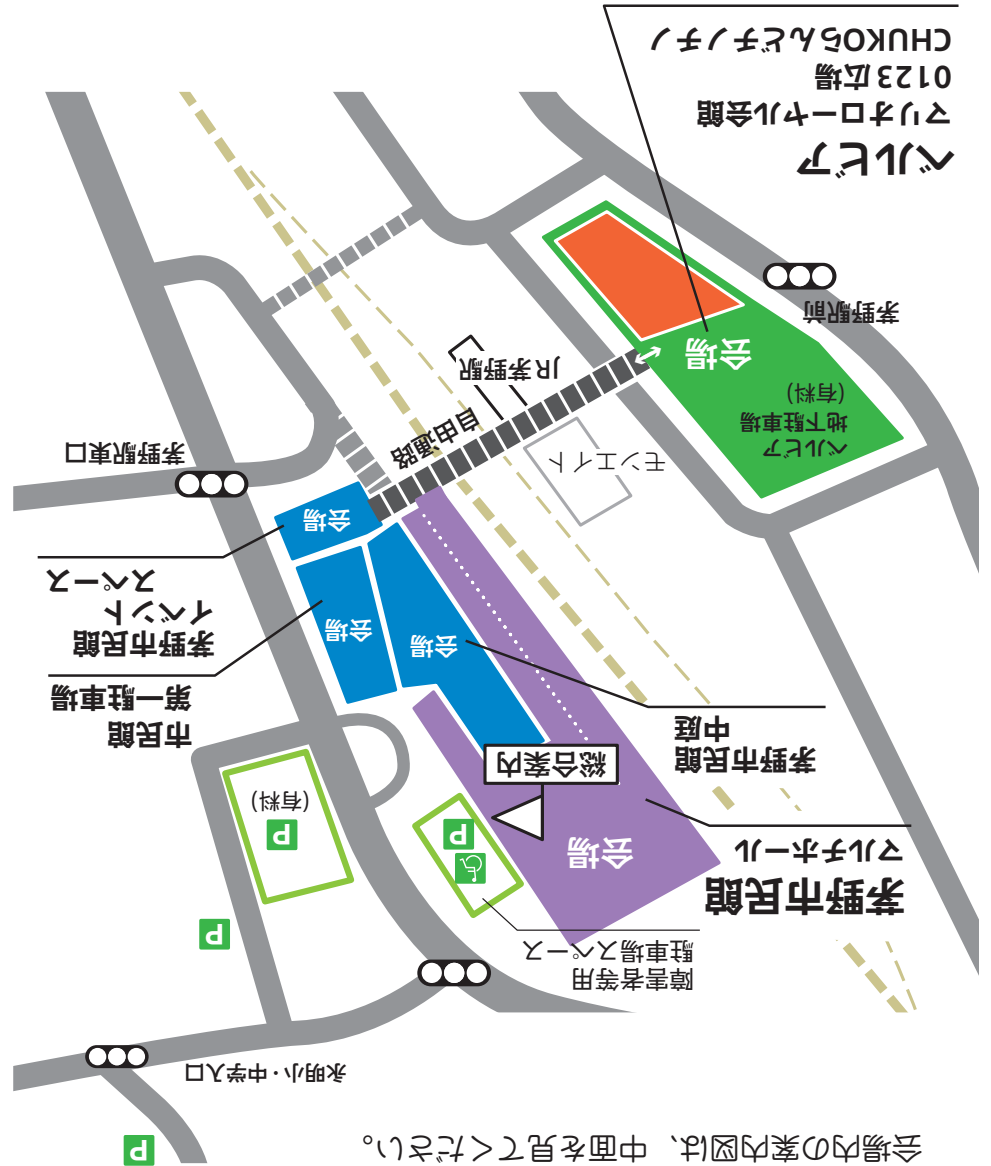 会場内の案内図は、中面を見てください。
P
永明小・中学入口
障害者等用
駐車場スペース
P
茅野市民館
マルチホール
会場
P
P
(有料)
総合案内
茅野市民館
中庭
市民館
第一駐車場
会場
会場
茅野市民館
イベント
スペース
会場
モンエイト
茅野駅東口
自由通路
ベルビア
地下駐車場
(有料)
JR茅野駅
会場
茅野駅前
ベルビア
マリオローヤル会館
0123広場
CHUKOらんどチノチノ